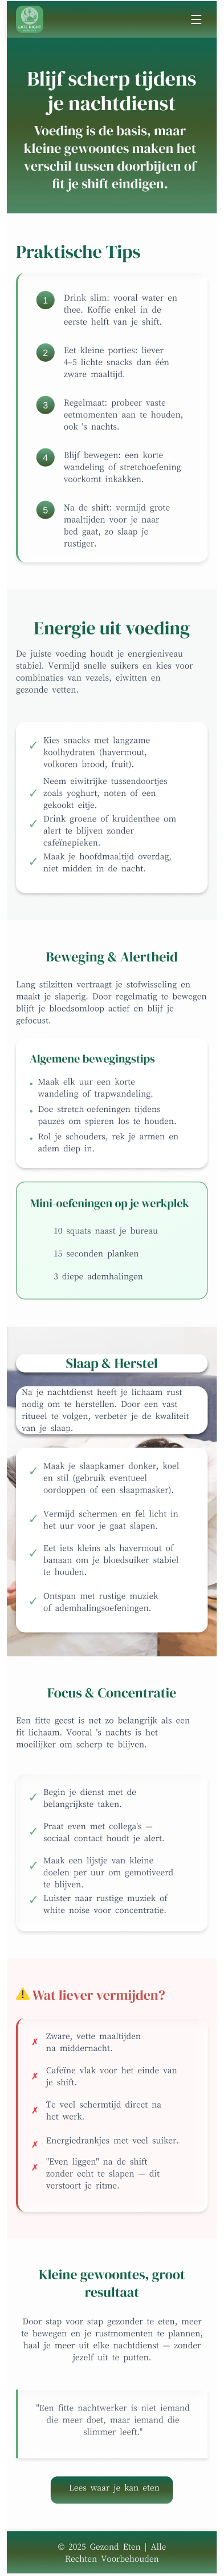 LATE NIGHT
Blijf scherp tijdens
je nachtdienst
Voeding is de basis, maar
kleine gewoontes maken het
verschil tussen doorbijten of
fit je shift eindigen.
Praktische Tips
1 Drink slim: vooral water en
thee. Koffie enkel in de
eerste helft van je shift.
2 Eet kleine porties: liever
4–5 lichte snacks dan één
zware maaltijd.
3 Regelmaat: probeer vaste
eetmomenten aan te houden,
ook 's nachts.
4 Blijf bewegen: een korte
wandeling of stretchoefening
voorkomt inkakken.
5 Na de shift: vermijd grote
maaltijden voor je naar
bed gaat, zo slaap je
rustiger.
Energie uit voeding
De juiste voeding houdt je energieniveau
stabiel. Vermijd snelle suikers en kies voor
combinaties van vezels, eiwitten en
gezonde vetten.
✓ Kies snacks met langzame
koolhydraten (havermout,
volkoren brood, fruit).
✓ Neem eiwitrijke tussendoortjes
zoals yoghurt, noten of een
gekookt eitje.
✓ Drink groene of kruidenthee om
alert te blijven zonder
cafeïnepieken.
✓ Maak je hoofdmaaltijd overdag,
niet midden in de nacht.
Beweging & Alertheid
Lang stilzitten vertraagt je stofwisseling en
maakt je slaperig. Door regelmatig te bewegen
blijft je bloedsomloop actief en blijf je
gefocust.
Algemene bewegingstips
• Maak elk uur een korte
wandeling of trapwandeling.
• Doe stretch-oefeningen tijdens
pauzes om spieren los te houden.
• Rol je schouders, rek je armen en
adem diep in.
Mini-oefeningen op je werkplek
10 squats naast je bureau
15 seconden planken
3 diepe ademhalingen
Slaap & Herstel
Na je nachtdienst heeft je lichaam rust
nodig om te herstellen. Door een vast
ritueel te volgen, verbeter je de kwaliteit
van je slaap.
✓ Maak je slaapkamer donker, koel
en stil (gebruik eventueel
oordoppen of een slaapmasker).
✓ Vermijd schermen en fel licht in
het uur voor je gaat slapen.
✓ Eet iets kleins als havermout of
banaan om je bloedsuiker stabiel
te houden.
✓ Ontspan met rustige muziek
of ademhalingsoefeningen.
Focus & Concentratie
Een fitte geest is net zo belangrijk als een
fit lichaam. Vooral 's nachts is het
moeilijker om scherp te blijven.
✓ Begin je dienst met de
belangrijkste taken.
✓ Praat even met collega's —
sociaal contact houdt je alert.
✓ Maak een lijstje van kleine
doelen per uur om gemotiveerd
te blijven.
✓ Luister naar rustige muziek of
white noise voor concentratie.
⚠ Wat liever vermijden?
✗ Zware, vette maaltijden
na middernacht.
✗ Cafeïne vlak voor het einde van
je shift.
✗ Te veel schermtijd direct na
het werk.
✗ Energiedrankjes met veel suiker.
✗ "Even liggen" na de shift
zonder echt te slapen — dit
verstoort je ritme.
Kleine gewoontes, groot
resultaat
Door stap voor stap gezonder te eten, meer
te bewegen en je rustmomenten te plannen,
haal je meer uit elke nachtdienst — zonder
jezelf uit te putten.
"Een fitte nachtwerker is niet iemand
die meer doet, maar iemand die
slimmer leeft."
Lees waar je kan eten
© 2025 Gezond Eten | Alle
Rechten Voorbehouden